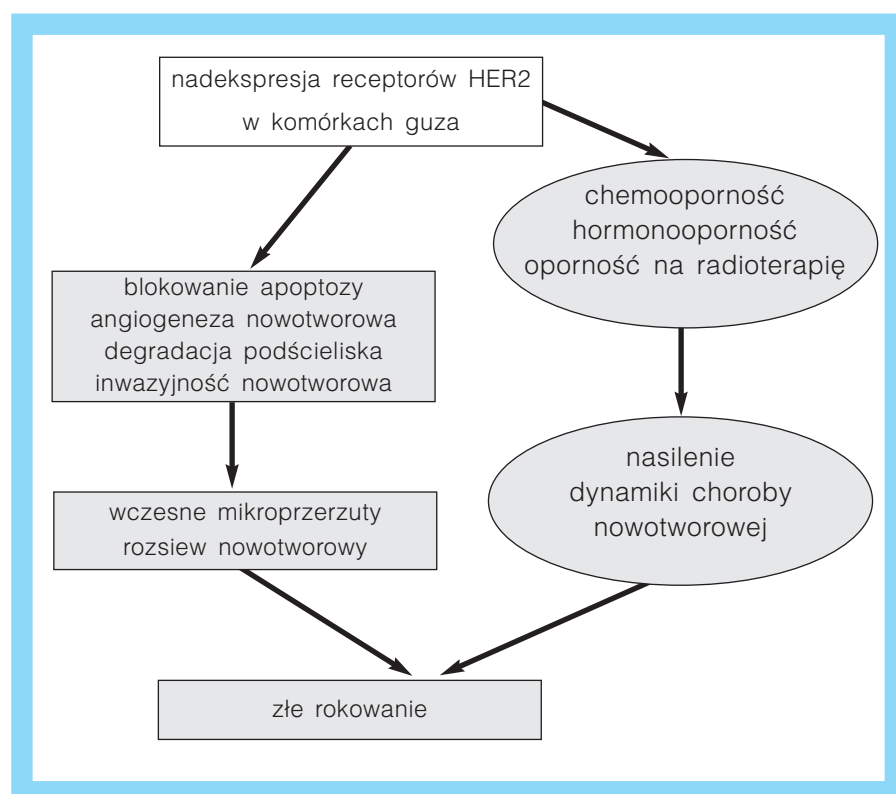 nadekspresja receptorów HER2
w komórkach guza
chemooporność
hormonooporność
oporność na radioterapię
blokowanie apoptozy
angiogeneza nowotworowa
degradacja podścieliska
inwazyjność nowotworowa
nasilenie
dynamiki choroby
nowotworowej
wczesne mikroprzerzuty
rozsiew nowotworowy
złe rokowanie